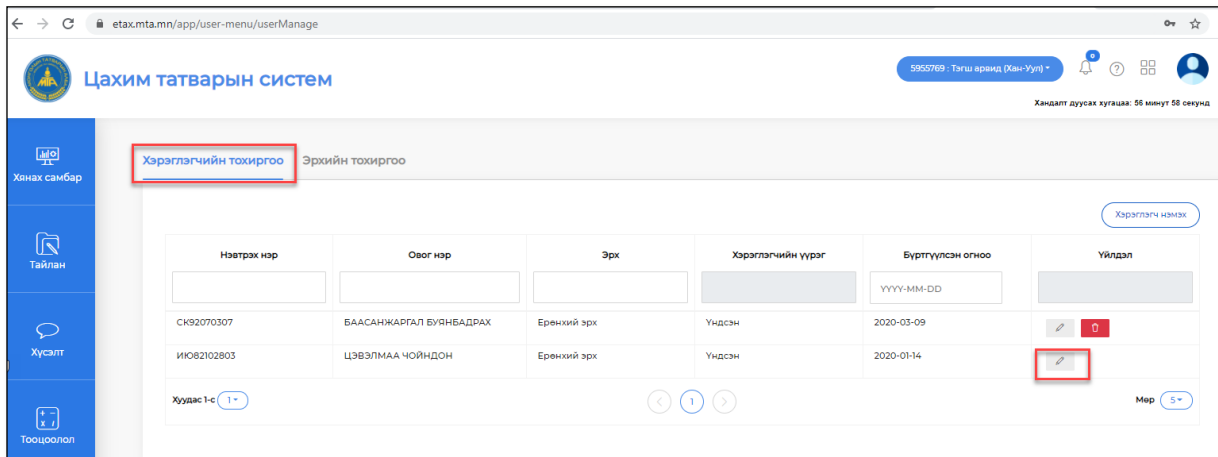 etax.mta.mn/app/user-menu/userManage
Цахим татварын систем
5955769 : Тэгш арвид (Хан-Уул)
0
Хандалт дуусах хугацаа: 56 минут 58 секунд
Хянах самбар
Тайлан
Хүсэлт
Тооцоолол
Хэрэглэгчийн тохиргоо Эрхийн тохиргоо
Хэрэглэгч нэмэх
Нэвтрэх нэр Овог нэр Эрх Хэрэглэгчийн үүрэг Бүртгүүлсэн огноо Үйлдэл
YYYY-MM-DD
СК92070307 БААСАНЖАРГАЛ БУЯНБАДРАХ Ерөнхий эрх Үндсэн 2020-03-09
ИЮ82102803 ЦЭВЭЛМАА ЧОЙНДОН Ерөнхий эрх Үндсэн 2020-01-14
Хуудас 1-с 1 1 Мөр 5